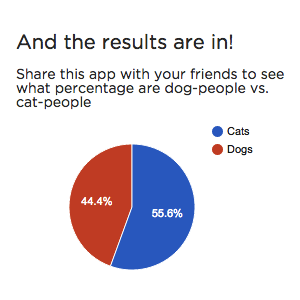 And the results are in!
Share this app with your friends to see
what percentage are dog-people vs.
cat-people
Cats
Dogs
44.4%
55.6%